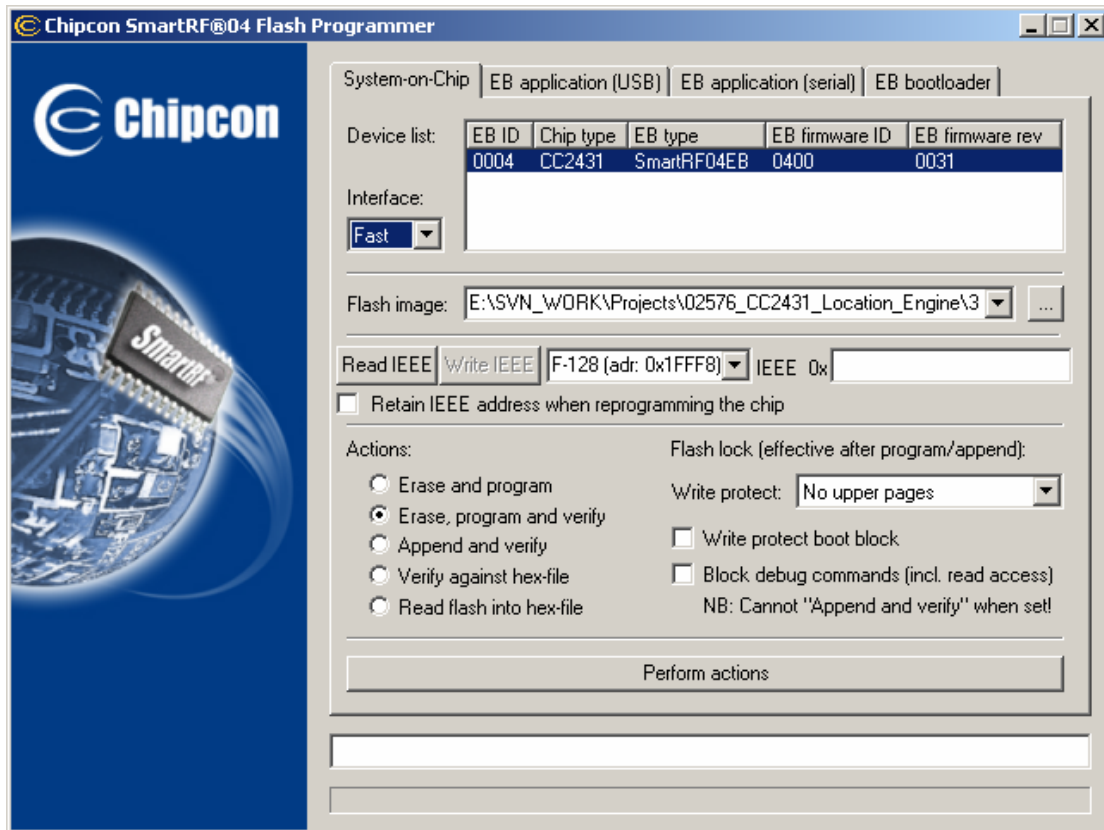 Chipcon SmartRF®04 Flash Programmer
Chipcon
SmartRF
System-on-Chip EB application (USB) EB application (serial) EB bootloader
Device list:
EB ID Chip type EB type EB firmware ID EB firmware rev
0004 CC2431 SmartRF04EB 0400 0031
Interface:
Fast
Flash image: E:\SVN_WORK\Projects\02576_CC2431_Location_Engine\3 ...
Read IEEE Write IEEE F-128 (adr: 0x1FFF8) IEEE 0x
Retain IEEE address when reprogramming the chip
Actions:
Erase and program
Erase, program and verify
Append and verify
Verify against hex-file
Read flash into hex-file
Flash lock (effective after program/append):
Write protect: No upper pages
Write protect boot block
Block debug commands (incl. read access)
NB: Cannot "Append and verify" when set!
Perform actions